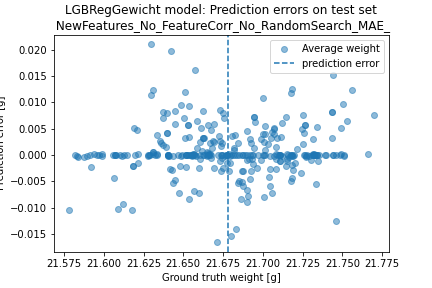 LGBRegGewicht model: Prediction errors on test set
NewFeatures_No_FeatureCorr_No_RandomSearch_MAE_
Average weight
prediction error
0.020
0.015
0.010
0.005
0.000
−0.005
−0.010
−0.015
Prediction error [g]
21.575 21.600 21.625 21.650 21.675 21.700 21.725 21.750 21.775
Ground truth weight [g]